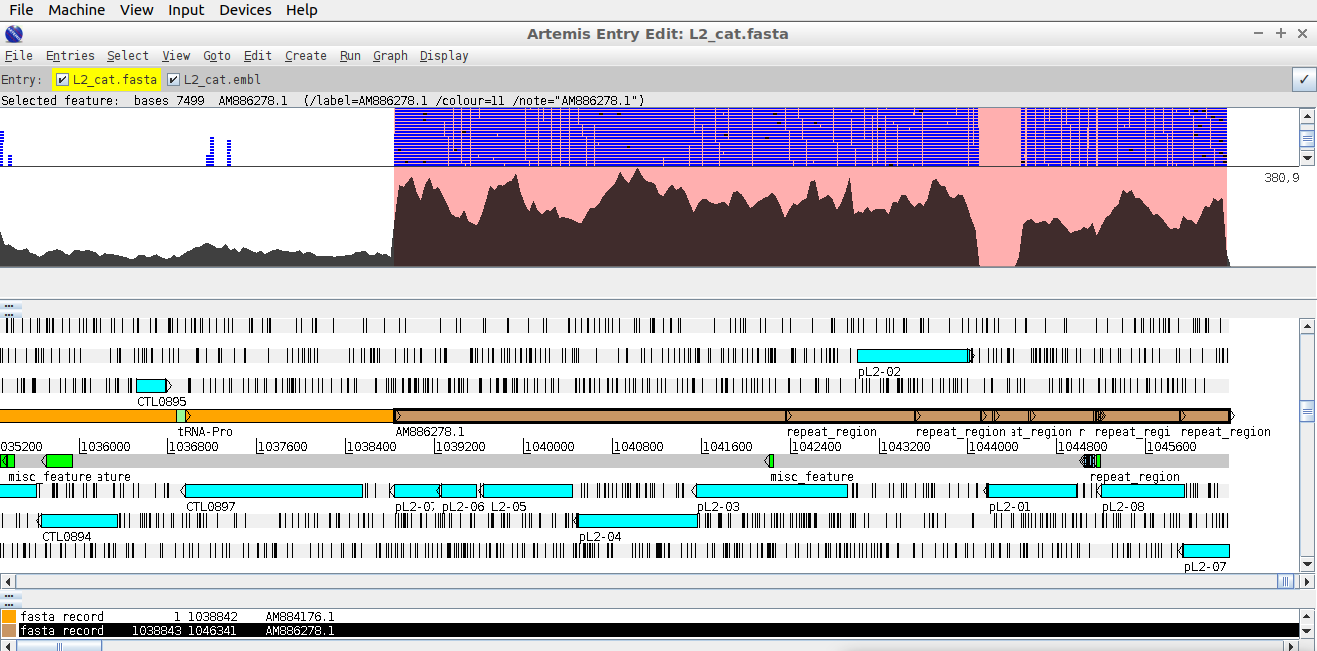 File Machine View Input Devices Help
Artemis Entry Edit: L2_cat.fasta
File Entries Select View Goto Edit Create Run Graph Display
Entry: L2_cat.fasta L2_cat.embl
Selected feature: bases 7499 AM886278.1 (/label=AM886278.1 /colour=11 /note="AM886278.1")
380,9
pL2-02
CTL0895
tRNA-Pro AM886278.1 repeat_region repeat_region at_region r repeat_regi repeat_region
035200 1036000 1036800 1037600 1038400 1039200 1040000 1040800 1041600 1042400 1043200 1044000 1044800 1045600
misc_feature ature misc_feature repeat_region
CTL0897 pL2-0 pL2-06 L2-05 pL2-03 pL2-01 pL2-08
CTL0894 pL2-04
pL2-07
fasta record 1 1038842 AM884176.1
fasta record 1038843 1046341 AM886278.1